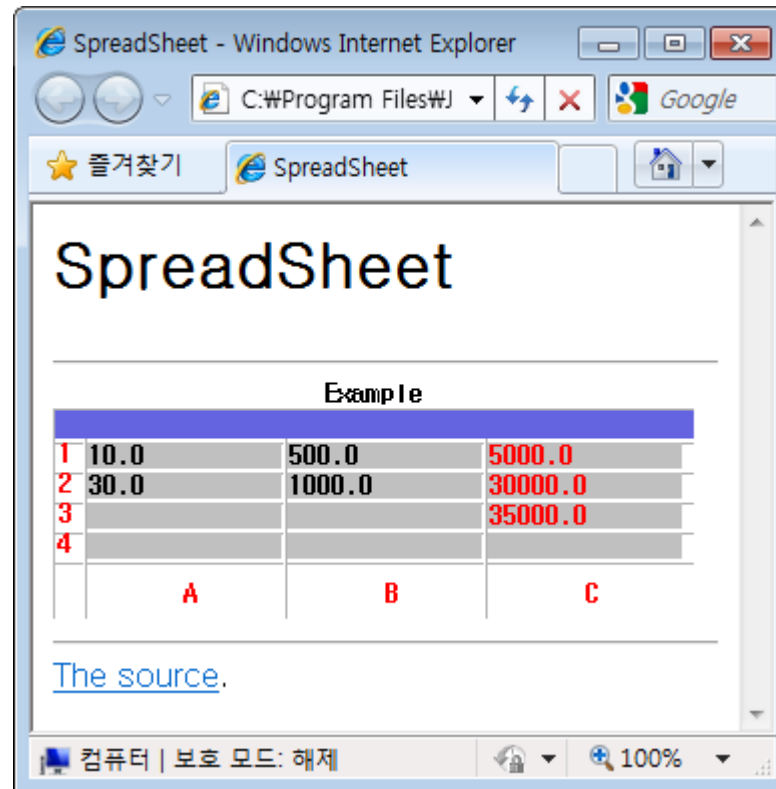 SpreadSheet - Windows Internet Explorer
C:₩Program Files₩J
Google
즐겨찾기
SpreadSheet
SpreadSheet
Example
1 10.0 500.0 5000.0
2 30.0 1000.0 30000.0
3 35000.0
4
A B C
The source.
컴퓨터 | 보호 모드: 해제 100%